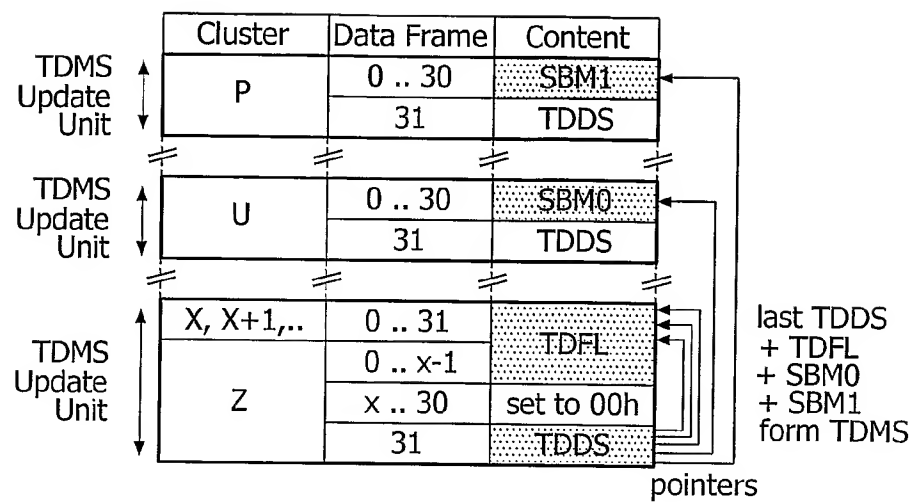 Cluster Data Frame Content
TDMS
Update
Unit
P
0 .. 30 SBM1
31 TDDS
TDMS
Update
Unit
U
0 .. 30 SBM0
31 TDDS
TDMS
Update
Unit
X, X+1,.. 0 .. 31
TDFL
0 .. x-1
Z
x .. 30 set to 00h
31 TDDS
last TDDS
+ TDFL
+ SBM0
+ SBM1
form TDMS
pointers